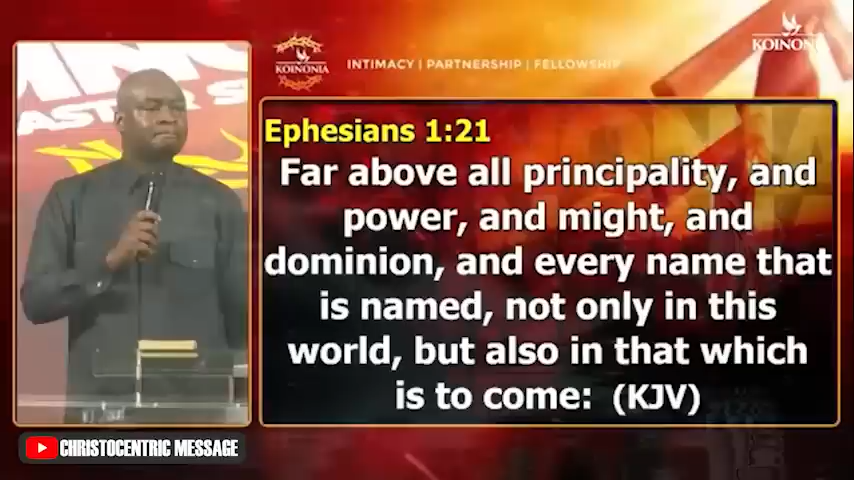 KOINONIA
INTIMACY | PARTNERSHIP | FELLOWSHIP
KOINONIA
Ephesians 1:21
Far above all principality, and
power, and might, and
dominion, and every name that
is named, not only in this
world, but also in that which
is to come: (KJV)
CHRISTOCENTRIC MESSAGE